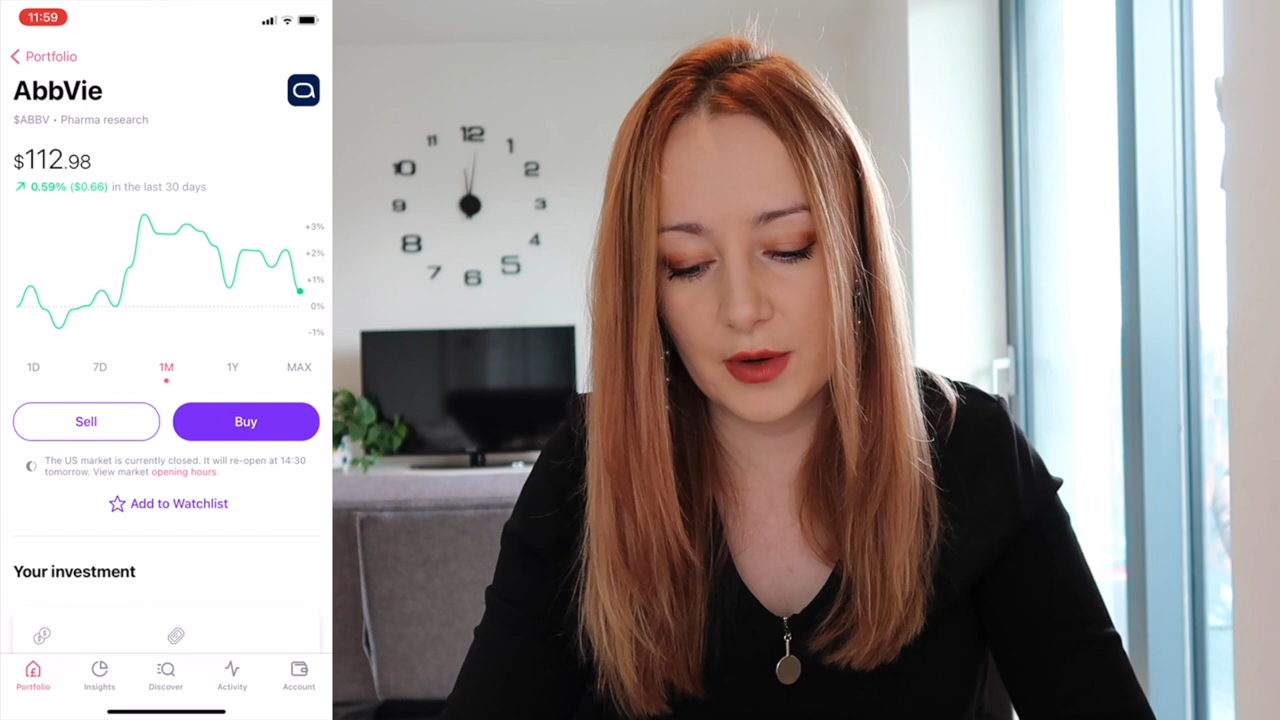 11:59
Portfolio
AbbVie
$ABBV • Pharma research
$112.98
0.59% ($0.66) in the last 30 days
+3%
+2%
+1%
0%
-1%
1D 7D 1M 1Y MAX
Sell Buy
The US market is currently closed. It will re-open at 14:30
tomorrow. View market opening hours.
Add to Watchlist
Your investment
Portfolio Insights Discover Activity Account
12
1
2
3
4
5
6
7
8
9
10
11